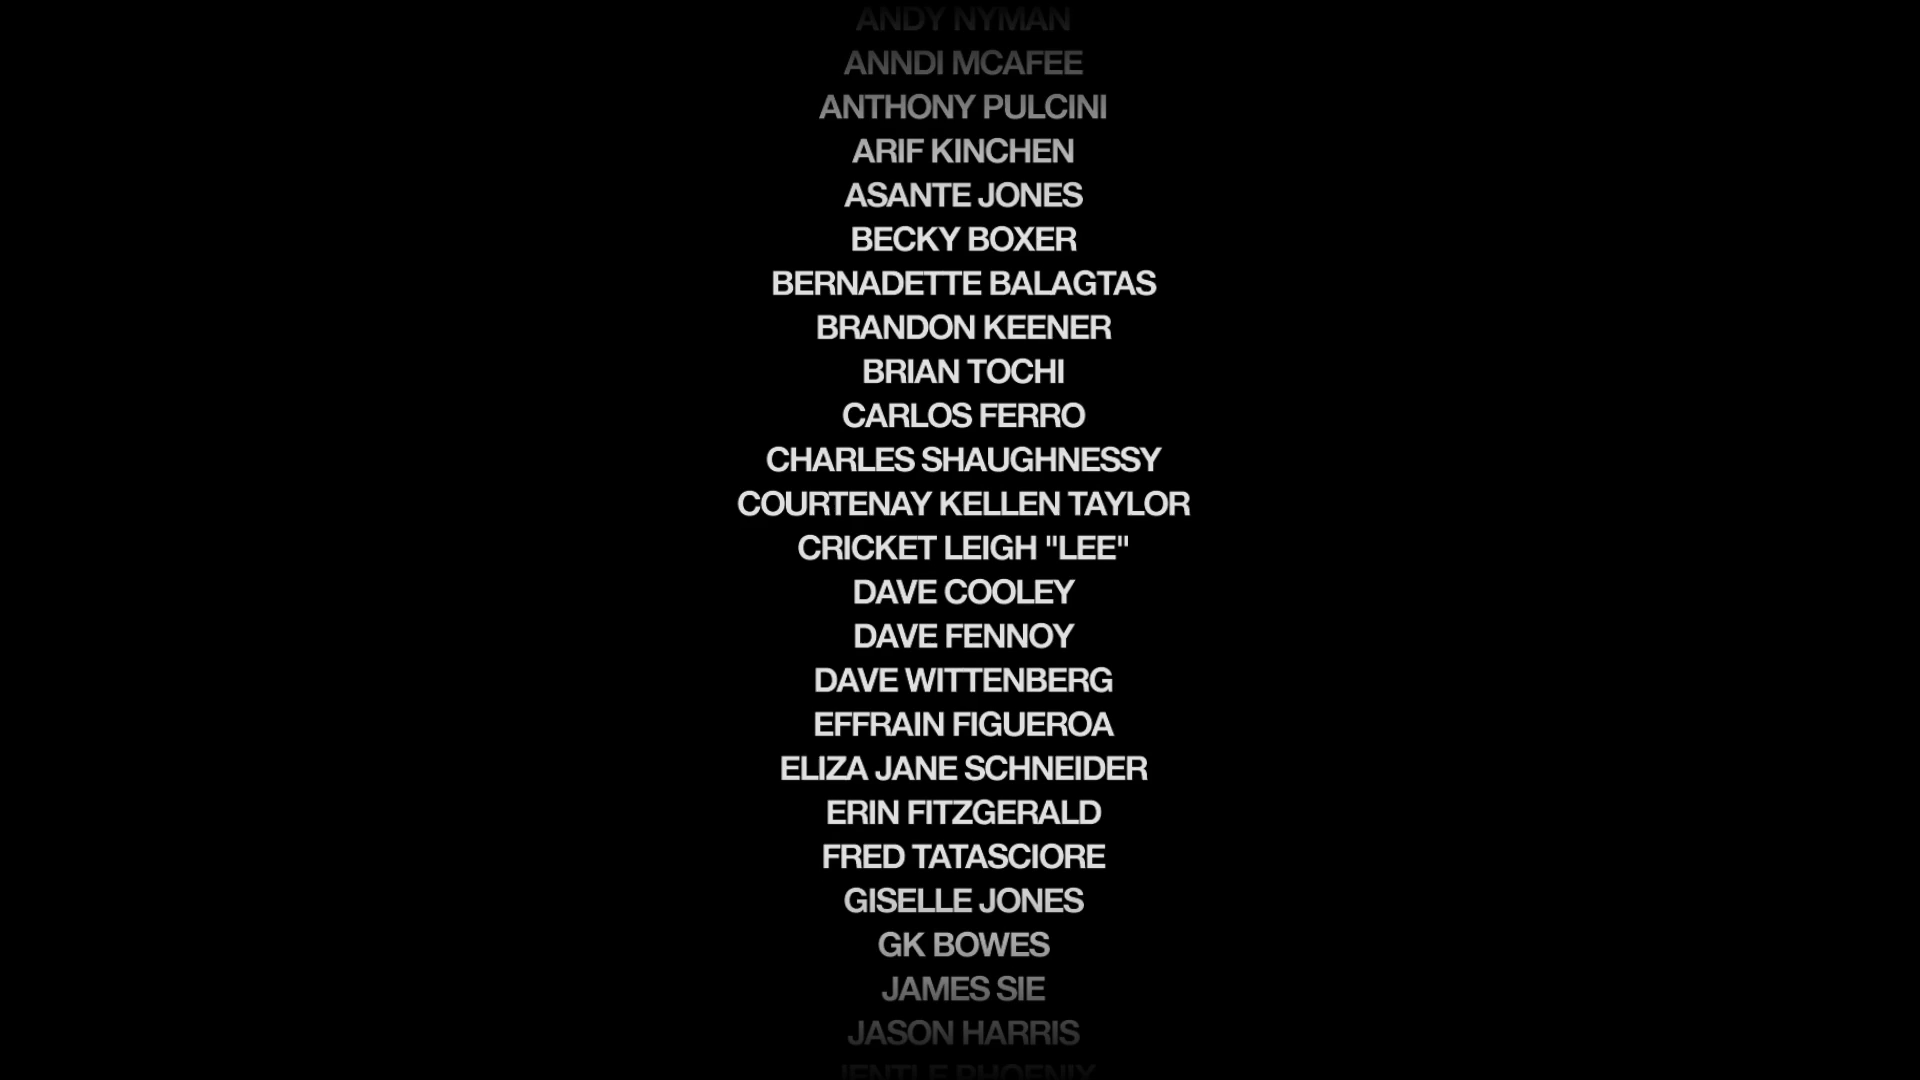 ANDY NYMAN
ANNDI MCAFEE
ANTHONY PULCINI
ARIF KINCHEN
ASANTE JONES
BECKY BOXER
BERNADETTE BALAGTAS
BRANDON KEENER
BRIAN TOCHI
CARLOS FERRO
CHARLES SHAUGHNESSY
COURTENAY KELLEN TAYLOR
CRICKET LEIGH "LEE"
DAVE COOLEY
DAVE FENNOY
DAVE WITTENBERG
EFFRAIN FIGUEROA
ELIZA JANE SCHNEIDER
ERIN FITZGERALD
FRED TATASCIORE
GISELLE JONES
GK BOWES
JAMES SIE
JASON HARRIS
JENTLE PHOENIX